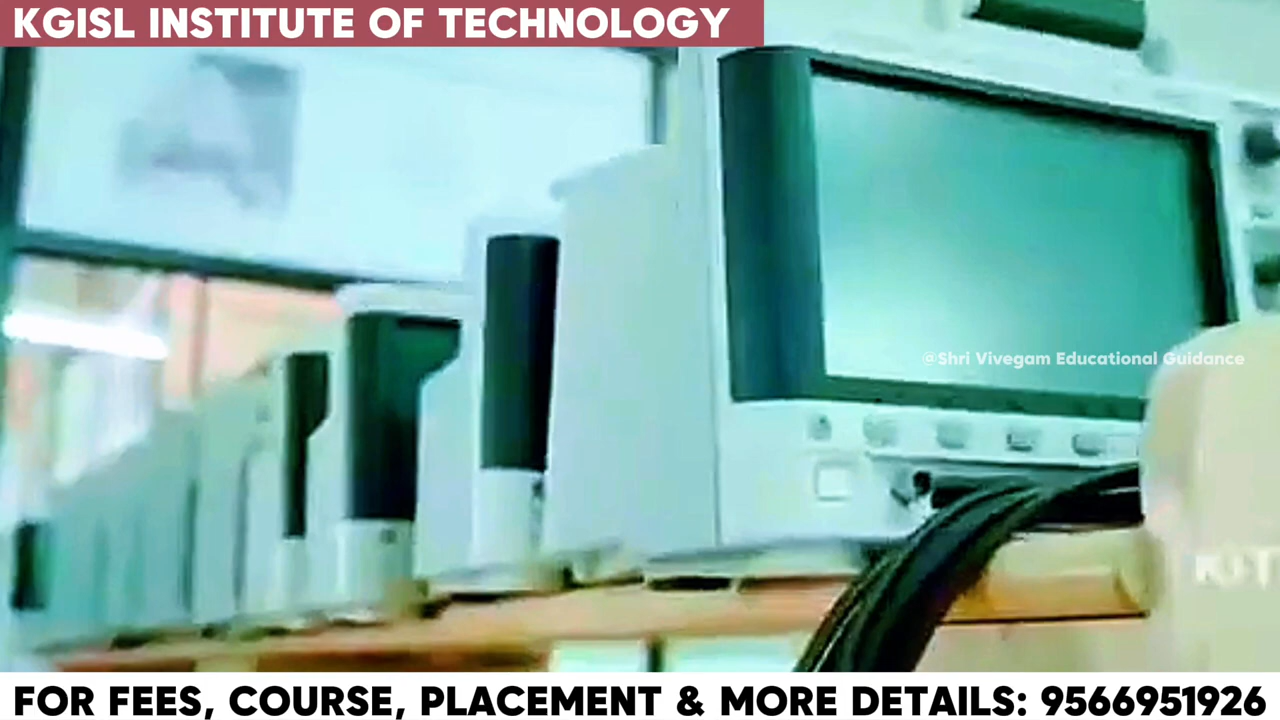 KGISL INSTITUTE OF TECHNOLOGY
@Shri Vivegam Educational Guidance
FOR FEES, COURSE, PLACEMENT & MORE DETAILS: 9566951926